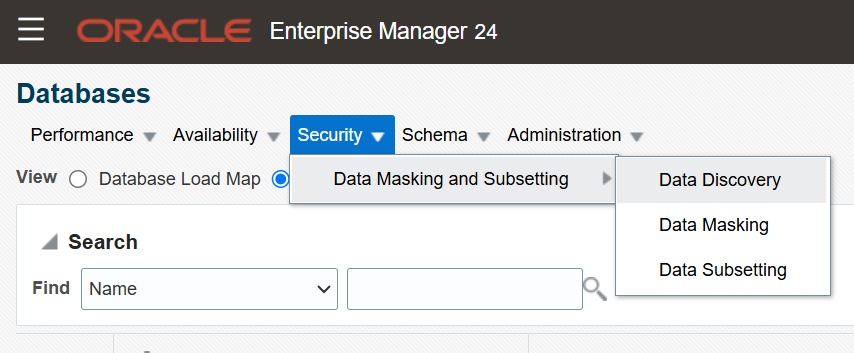 ORACLE Enterprise Manager 24
Databases
Performance Availability Security Schema Administration
View Database Load Map
Data Masking and Subsetting
Data Discovery
Data Masking
Data Subsetting
Search
Find Name